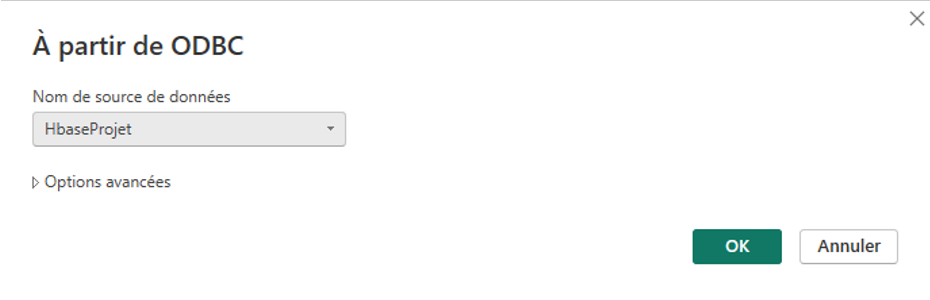 À partir de ODBC
Nom de source de données
HbaseProjet
Options avancées
OK
Annuler